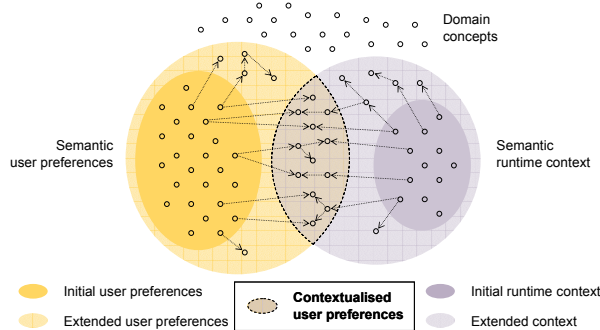 Domain
concepts
Semantic
user preferences
Semantic
runtime context
Initial user preferences
Extended user preferences
Contextualised
user preferences
Initial runtime context
Extended context